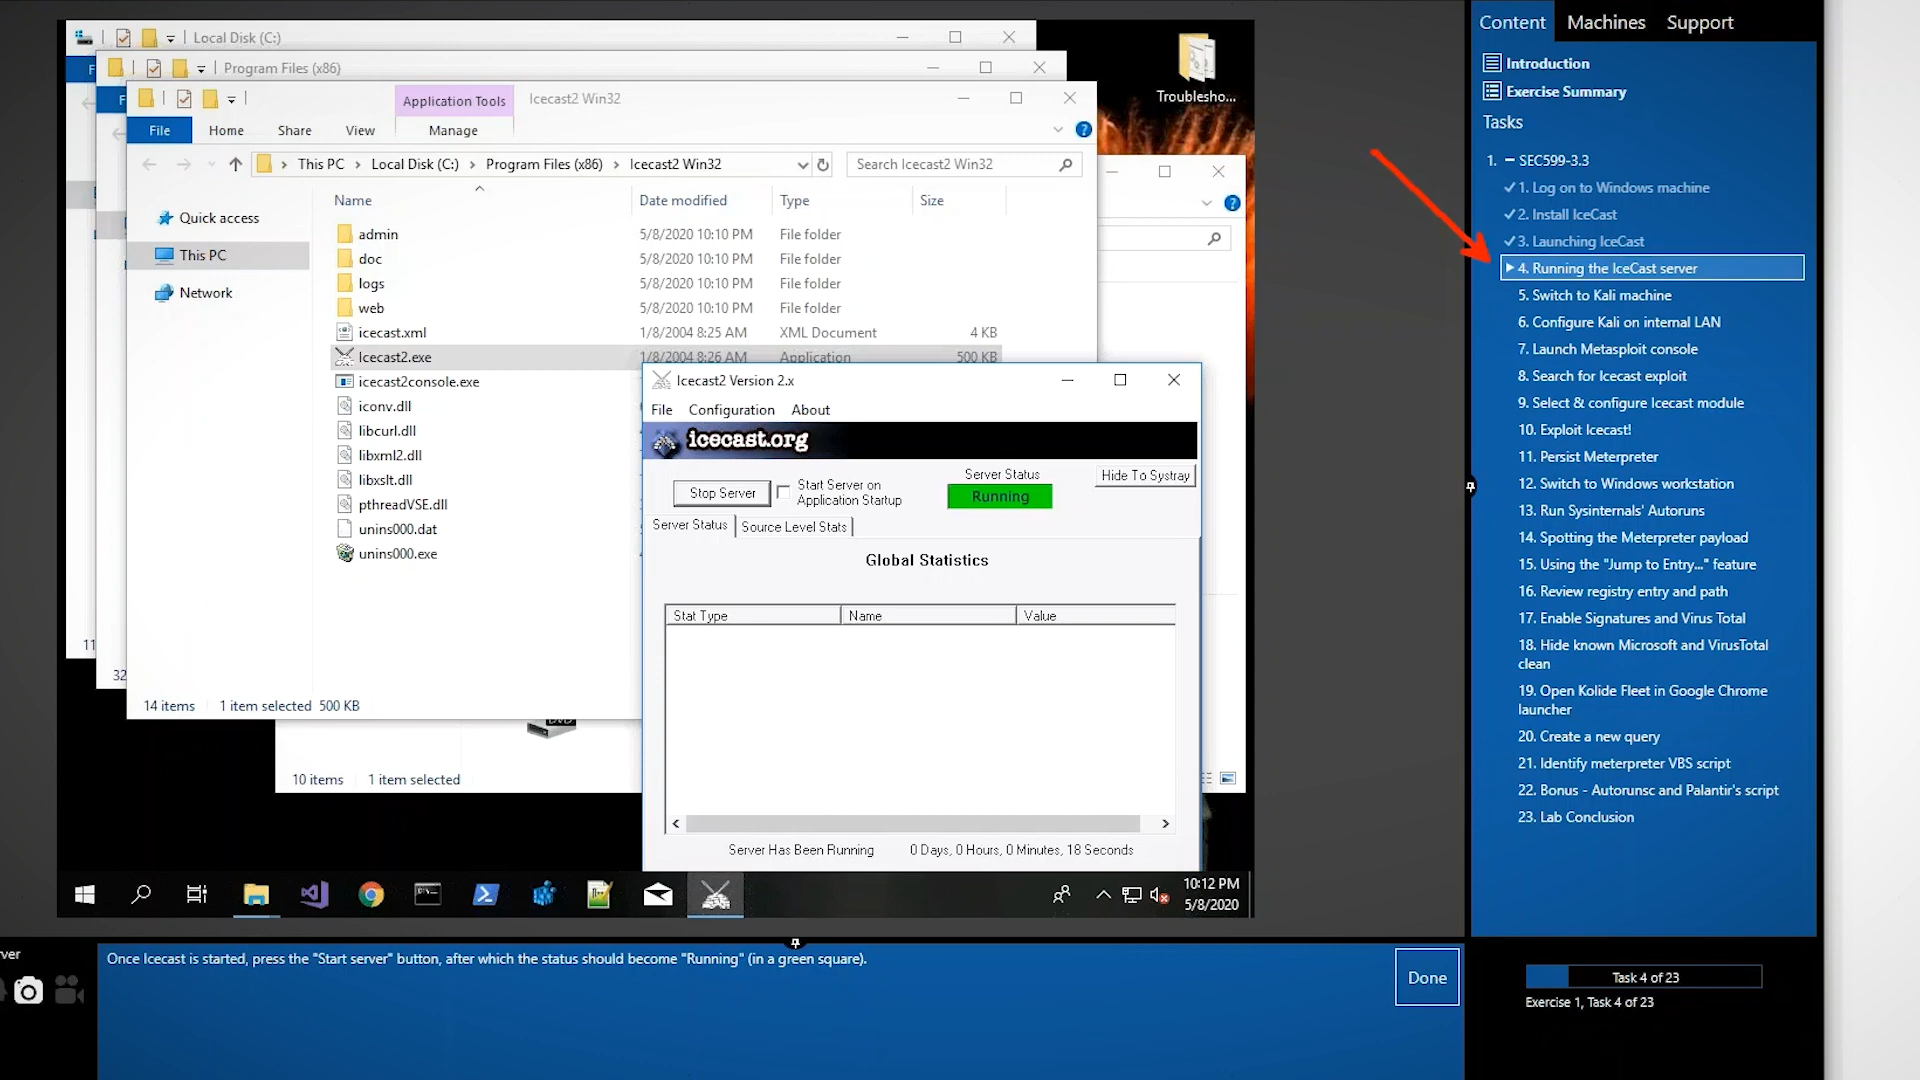 Local Disk (C:)
Program Files (x86)
Application Tools
Icecast2 Win32
File
Home
Share
View
Manage
This PC
Local Disk (C:)
Program Files (x86)
Icecast2 Win32
Search Icecast2 Win32
Name
Date modified
Type
Size
Quick access
This PC
Network
admin 5/8/2020 10:10 PM File folder
doc 5/8/2020 10:10 PM File folder
logs 5/8/2020 10:10 PM File folder
web 5/8/2020 10:10 PM File folder
icecast.xml 1/8/2004 8:25 AM XML Document 4 KB
Icecast2.exe 1/8/2004 8:26 AM Application 500 KB
icecast2console.exe
iconv.dll
libcurl.dll
libxml2.dll
libxslt.dll
pthreadVSE.dll
unins000.dat
unins000.exe
14 items 1 item selected 500 KB
11
32
10 items 1 item selected
Troublesho...
Icecast2 Version 2.x
File Configuration About
icecast.org
Stop Server
Start Server on
Application Startup
Server Status
Running
Hide To Systray
Server Status
Source Level Stats
Global Statistics
Stat Type Name Value
Server Has Been Running 0 Days, 0 Hours, 0 Minutes, 18 Seconds
10:12 PM
5/8/2020
Content Machines Support
Introduction
Exercise Summary
Tasks
1. SEC599-3.3
1. Log on to Windows machine
2. Install IceCast
3. Launching IceCast
4. Running the IceCast server
5. Switch to Kali machine
6. Configure Kali on internal LAN
7. Launch Metasploit console
8. Search for Icecast exploit
9. Select & configure Icecast module
10. Exploit Icecast!
11. Persist Meterpreter
12. Switch to Windows workstation
13. Run Sysinternals' Autoruns
14. Spotting the Meterpreter payload
15. Using the "Jump to Entry..." feature
16. Review registry entry and path
17. Enable Signatures and Virus Total
18. Hide known Microsoft and VirusTotal
clean
19. Open Kolide Fleet in Google Chrome
launcher
20. Create a new query
21. Identify meterpreter VBS script
22. Bonus - Autorunsc and Palantir's script
23. Lab Conclusion
ver
Once Icecast is started, press the "Start server" button, after which the status should become "Running" (in a green square).
Done
Task 4 of 23
Exercise 1, Task 4 of 23